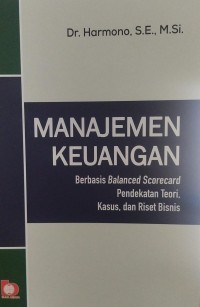 Dr. Harmono, S.E., M.Si.
MANAJEMEN
KEUANGAN
Berbasis Balanced Scorecard
Pendekatan Teori,
Kasus, dan Riset Bisnis